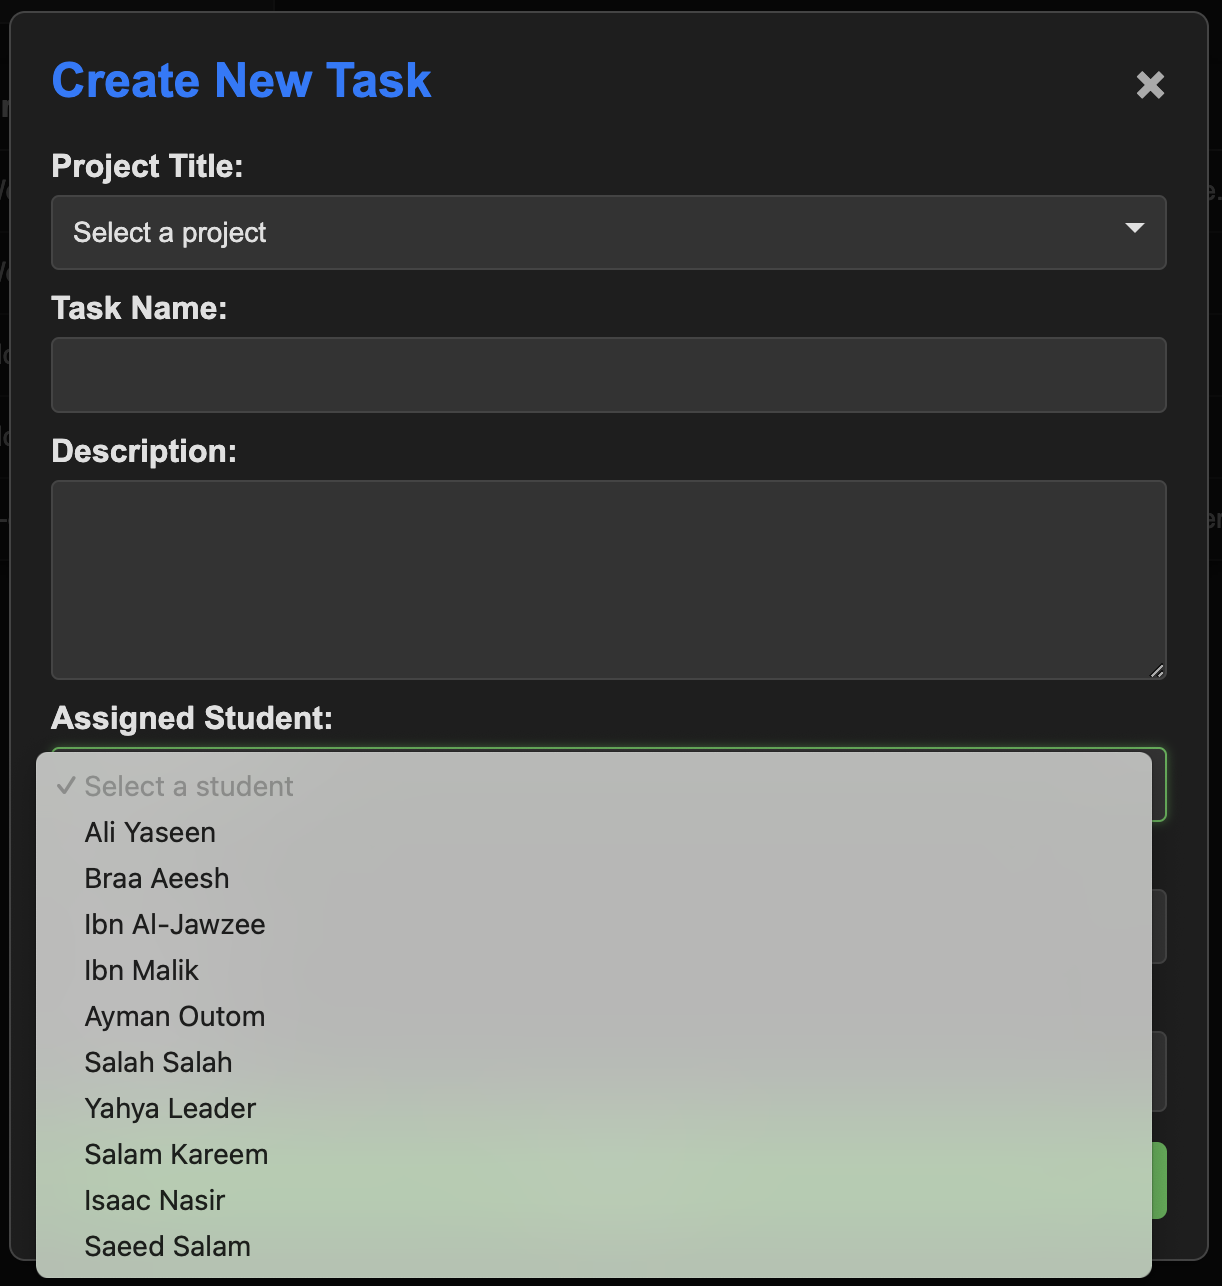 Create New Task
Project Title:
Select a project
Task Name:
Description:
Assigned Student:
Select a student
Ali Yaseen
Braa Aeesh
Ibn Al-Jawzee
Ibn Malik
Ayman Outom
Salah Salah
Yahya Leader
Salam Kareem
Isaac Nasir
Saeed Salam